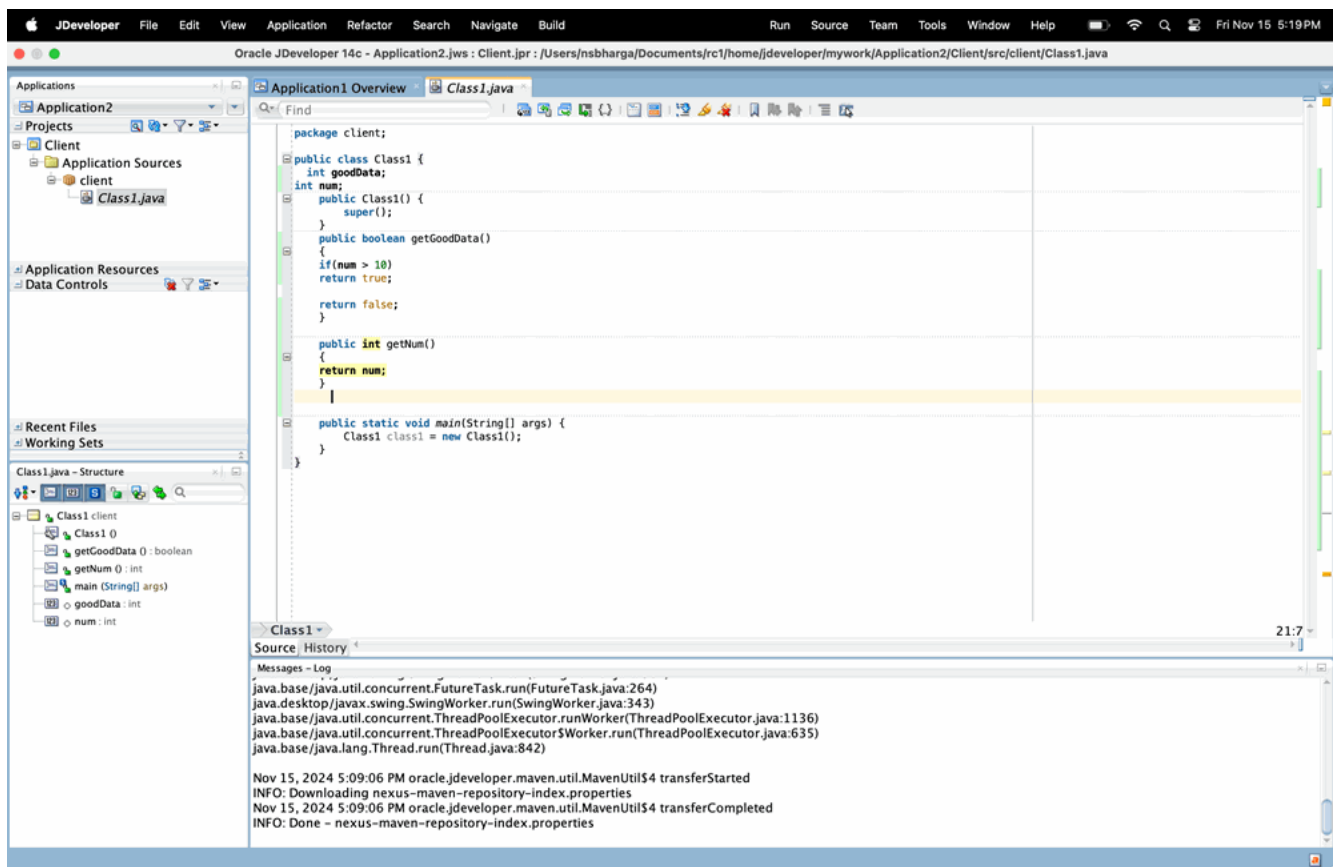 JDeveloper File Edit View Application Refactor Search Navigate Build Run Source Team Tools Window Help Fri Nov 15 5:19 PM
Oracle JDeveloper 14c - Application2.jws : Client.jpr : /Users/nsbharga/Documents/rc1/home/jdeveloper/mywork/Application2/Client/src/client/Class1.java
Applications
Application2
Projects
Client
Application Sources
client
Class1.java
Application Resources
Data Controls
Recent Files
Working Sets
Class1.java – Structure
Class1 client
Class1 ()
getGoodData () : boolean
getNum () : int
main (String[] args)
goodData : int
num : int
Application1 Overview Class1.java
Find
package client;
public class Class1 {
int goodData;
int num;
public Class1() {
super();
}
public boolean getGoodData()
{
if(num > 10)
return true;
return false;
}
public int getNum()
{
return num;
}
public static void main(String[] args) {
Class1 class1 = new Class1();
}
}
Class1
21:7
Source History
Messages – Log
java.base/java.util.concurrent.FutureTask.run(FutureTask.java:264)
java.desktop/javax.swing.SwingWorker.run(SwingWorker.java:343)
java.base/java.util.concurrent.ThreadPoolExecutor.runWorker(ThreadPoolExecutor.java:1136)
java.base/java.util.concurrent.ThreadPoolExecutor$Worker.run(ThreadPoolExecutor.java:635)
java.base/java.lang.Thread.run(Thread.java:842)
Nov 15, 2024 5:09:06 PM oracle.jdeveloper.maven.util.MavenUtil$4 transferStarted
INFO: Downloading nexus-maven-repository-index.properties
Nov 15, 2024 5:09:06 PM oracle.jdeveloper.maven.util.MavenUtil$4 transferCompleted
INFO: Done – nexus-maven-repository-index.properties